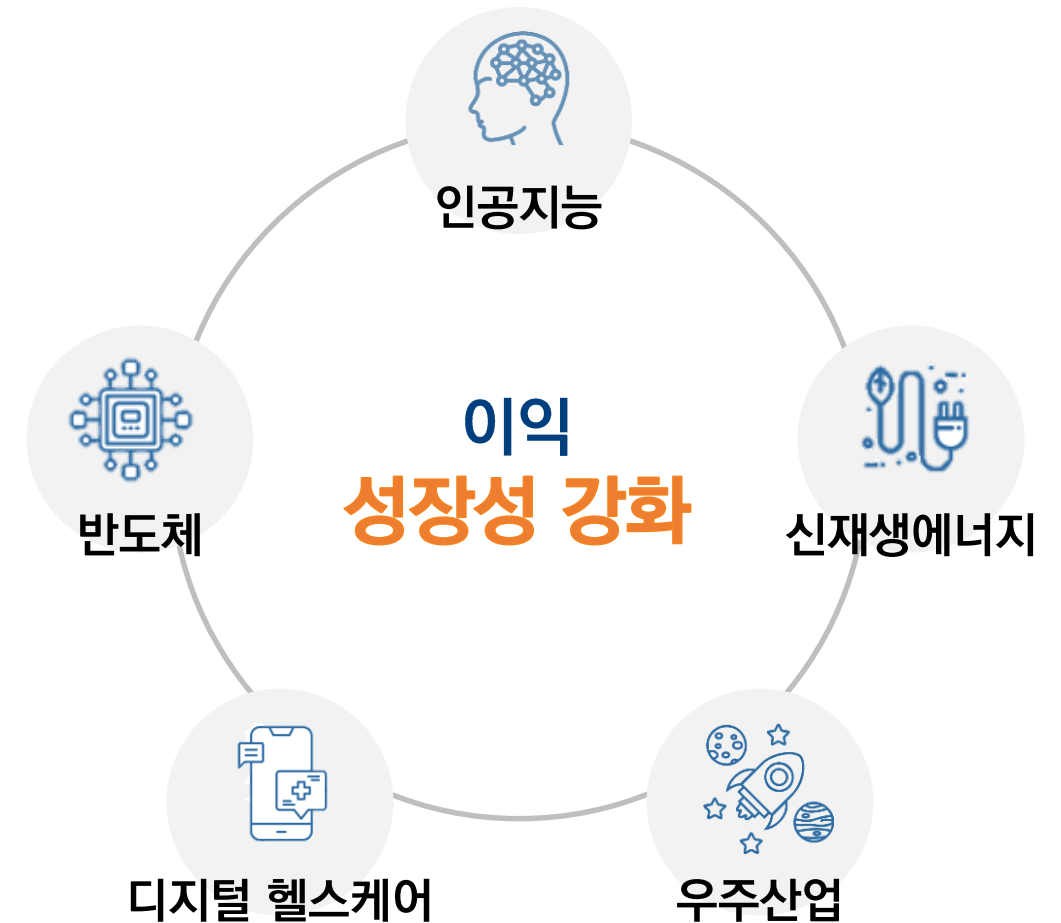 인공지능
이익
성장성 강화
반도체
신재생에너지
디지털 헬스케어
우주산업